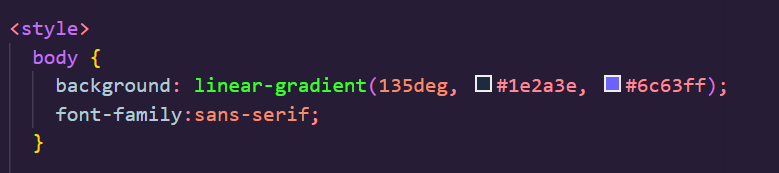 <style>
body {
background: linear-gradient(135deg, #1e2a3e, #6c63ff);
font-family:sans-serif;
}